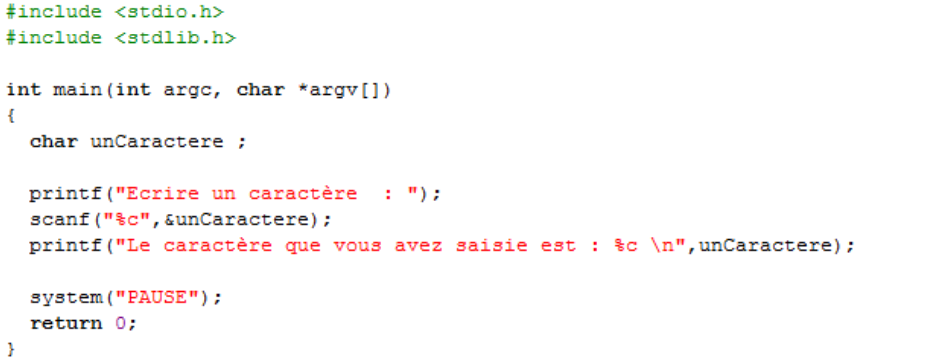 #include <stdio.h>
#include <stdlib.h>
int main(int argc, char *argv[])
{
char unCaractere ;
printf("Ecrire un caractère  : ");
scanf("%c",&unCaractere);
printf("Le caractère que vous avez saisie est : %c \n",unCaractere);
system("PAUSE");
return 0;
}